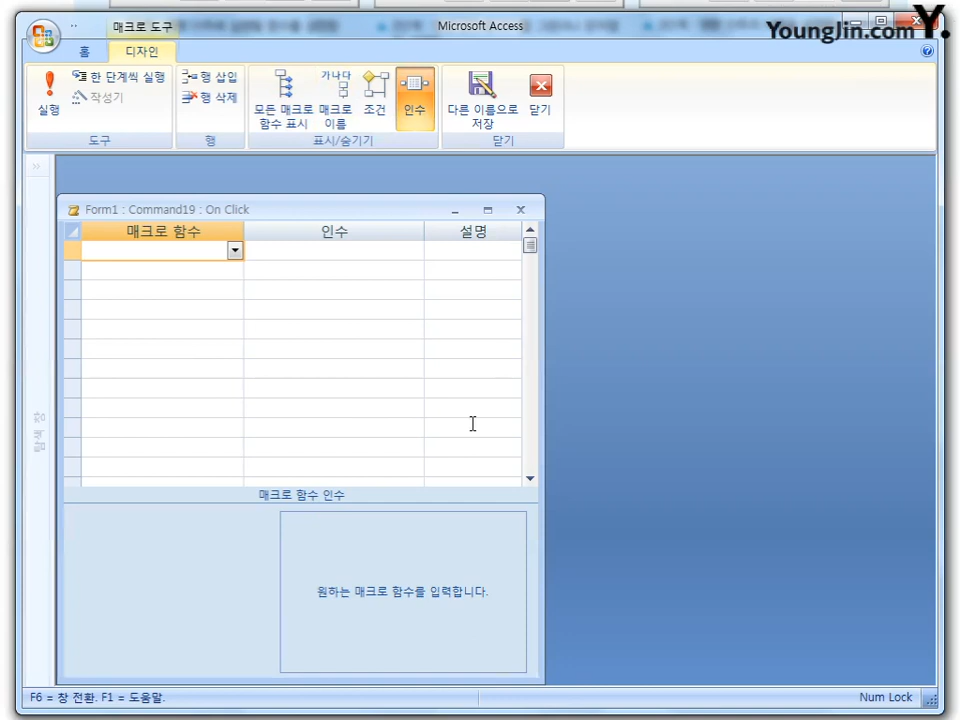 매크로 도구
Microsoft Access
YoungJin.com Y.
홈
디자인
실행
한 단계씩 실행
작성기
도구
행 삽입
행 삭제
행
모든 매크로
함수 표시
가나다
매크로
이름
조건
인수
표시/숨기기
다른 이름으로
저장
닫기
닫기
Form1 : Command19 : On Click
매크로 함수
인수
설명
탐색 창
매크로 함수 인수
원하는 매크로 함수를 입력합니다.
F6 = 창 전환. F1 = 도움말.
Num Lock